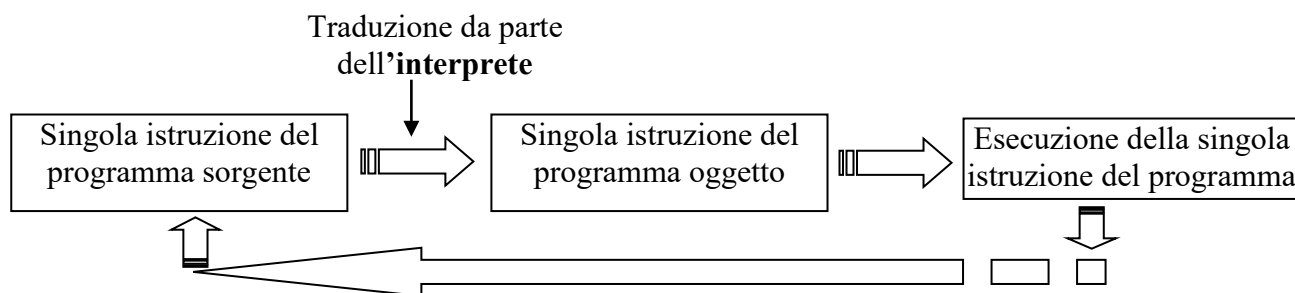 Traduzione da parte
dell'interprete
Singola istruzione del
programma sorgente
Singola istruzione del
programma oggetto
Esecuzione della singola
istruzione del programma